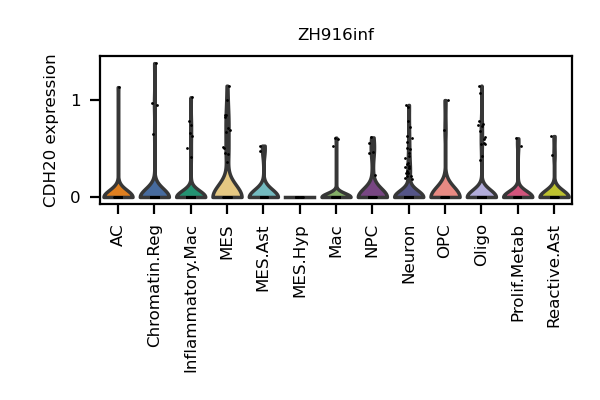 ZH916inf
CDH20 expression
1
0
AC
Chromatin.Reg
Inflammatory.Mac
MES
MES.Ast
MES.Hyp
Mac
NPC
Neuron
OPC
Oligo
Prolif.Metab
Reactive.Ast